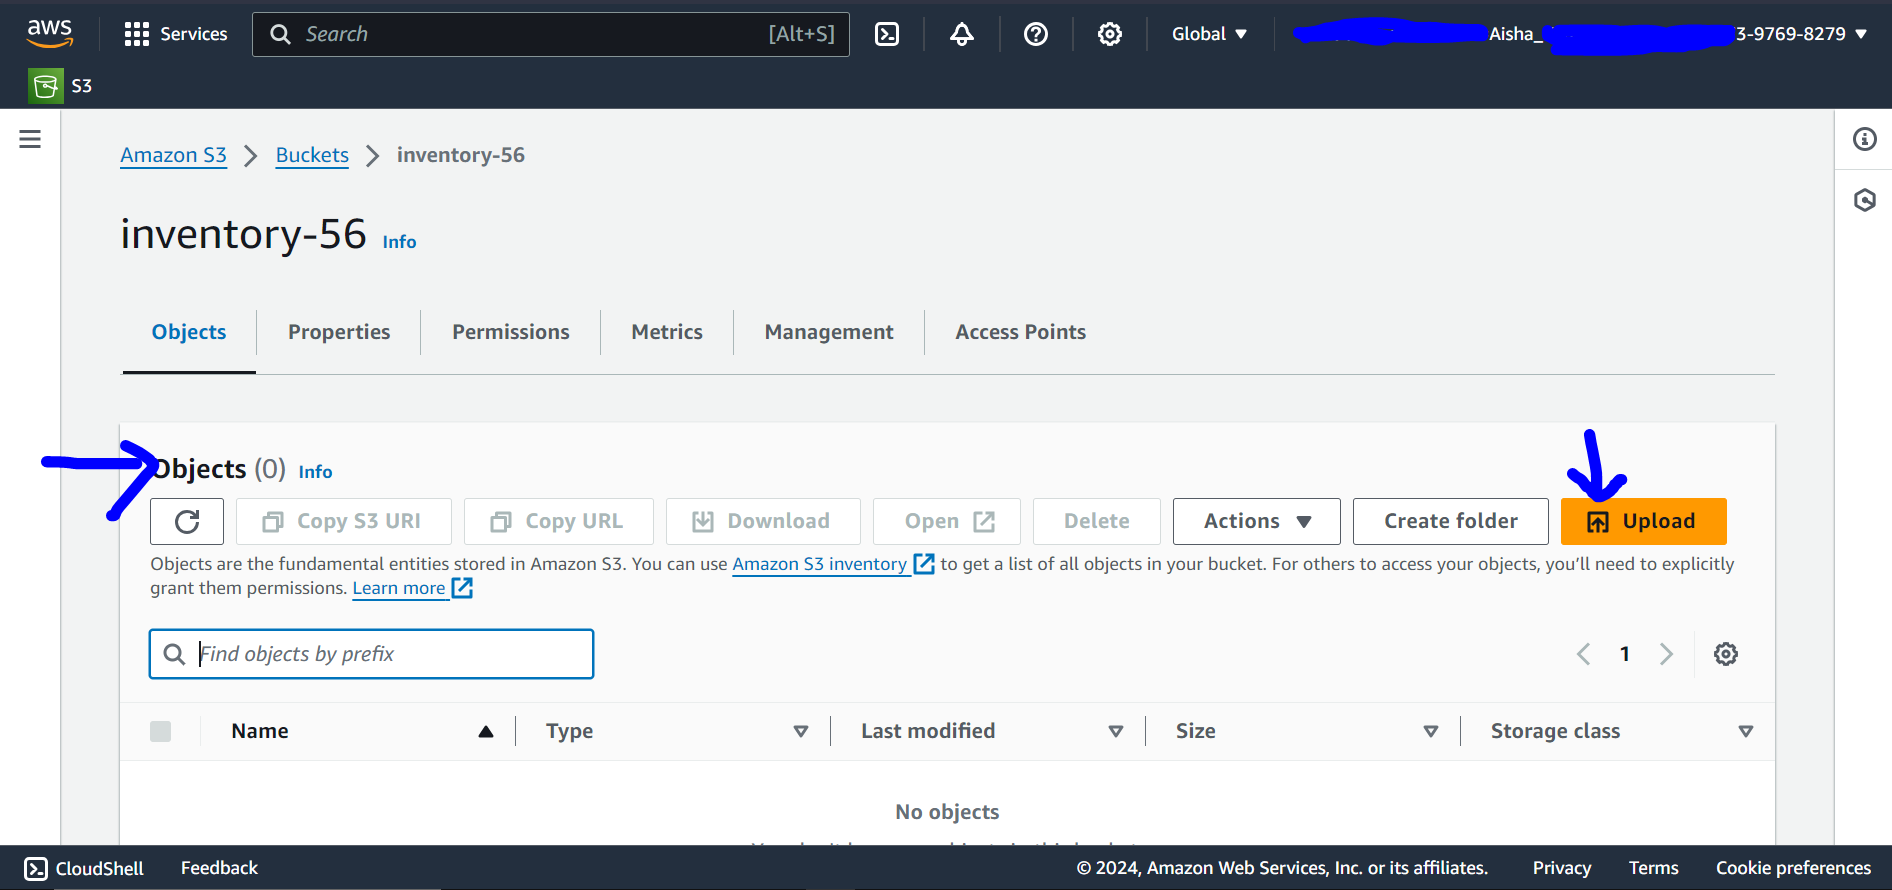 aws Services Search [Alt+S] Global Aisha_ 3-9769-8279
S3
Amazon S3 Buckets inventory-56
inventory-56 Info
Objects Properties Permissions Metrics Management Access Points
Objects (0) Info
Copy S3 URI Copy URL Download Open Delete Actions Create folder Upload
Objects are the fundamental entities stored in Amazon S3. You can use Amazon S3 inventory to get a list of all objects in your bucket. For others to access your objects, you’ll need to explicitly
grant them permissions. Learn more
Find objects by prefix 1
Name Type Last modified Size Storage class
No objects
CloudShell Feedback © 2024, Amazon Web Services, Inc. or its affiliates. Privacy Terms Cookie preferences